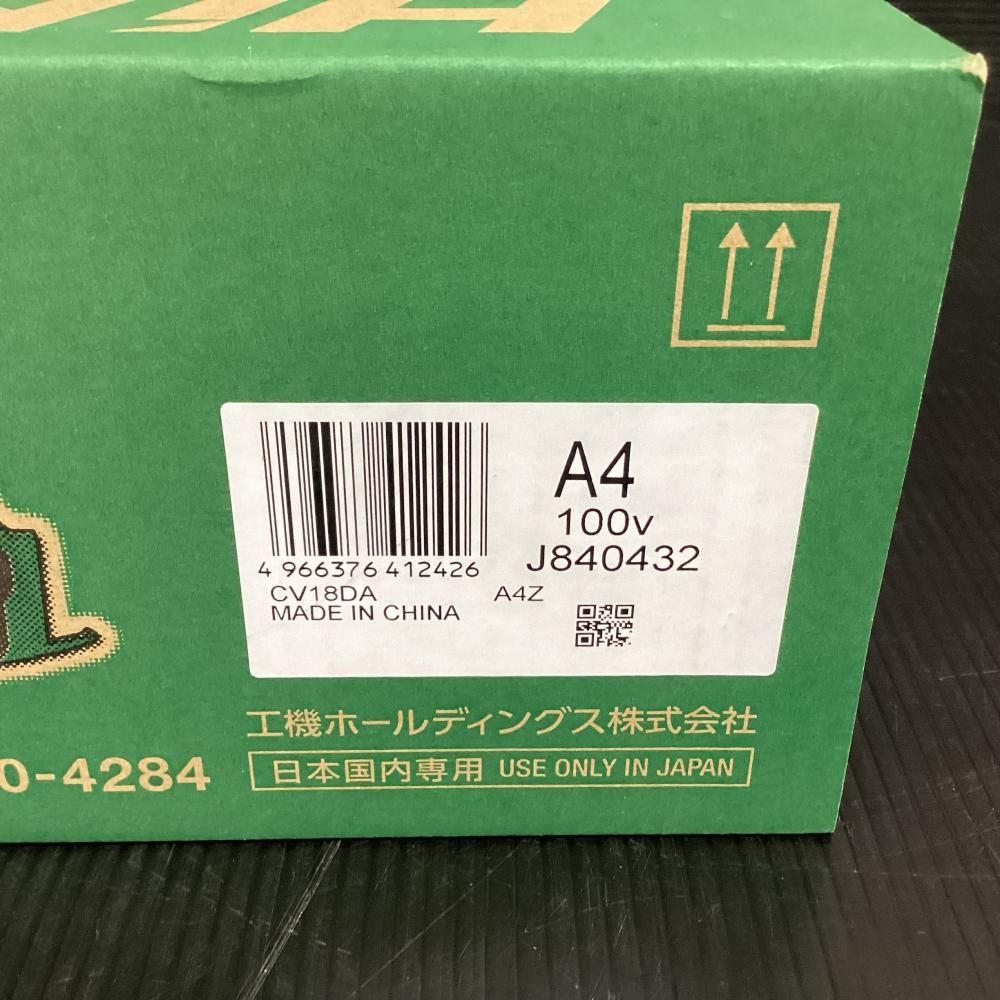 A4
100v
J840432
4 966376 412426
CV18DA A4Z
MADE IN CHINA
工機ホールディングス株式会社
0-4284
日本国内専用 USE ONLY IN JAPAN